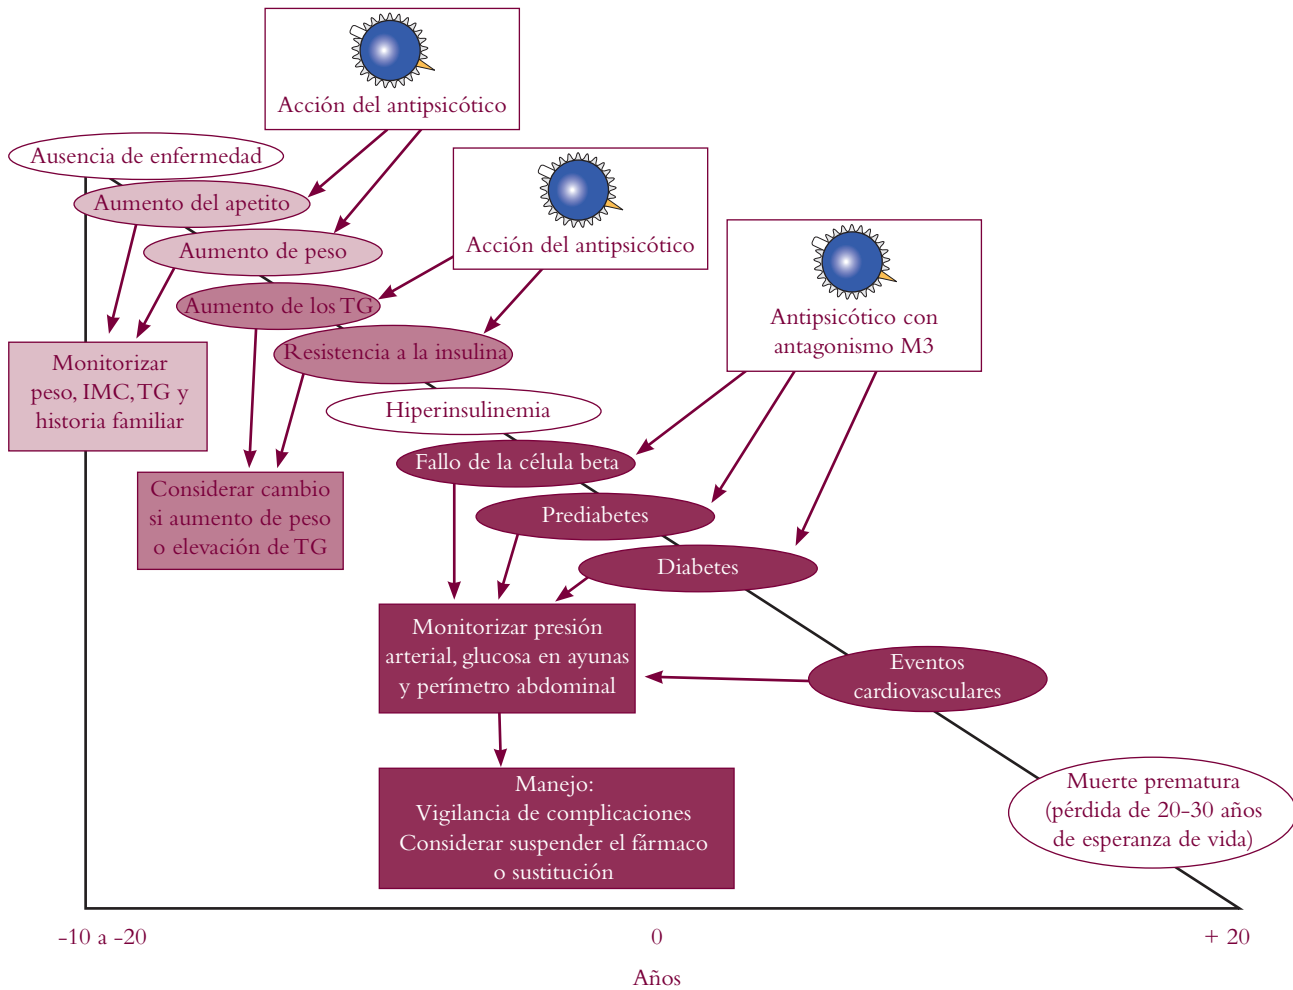 Acción del antipsicótico
Ausencia de enfermedad
Aumento del apetito
Acción del antipsicótico
Aumento de peso
Aumento de los TG
Antipsicótico con
antagonismo M3
Resistencia a la insulina
Monitorizar
peso, IMC, TG y
historia familiar
Hiperinsulinemia
Fallo de la célula beta
Considerar cambio
si aumento de peso
o elevación de TG
Prediabetes
Diabetes
Monitorizar presión
arterial, glucosa en ayunas
y perímetro abdominal
Eventos
cardiovasculares
Manejo:
Vigilancia de complicaciones
Considerar suspender el fármaco
o sustitución
Muerte prematura
(pérdida de 20-30 años
de esperanza de vida)
-10 a -20
0
+ 20
Años